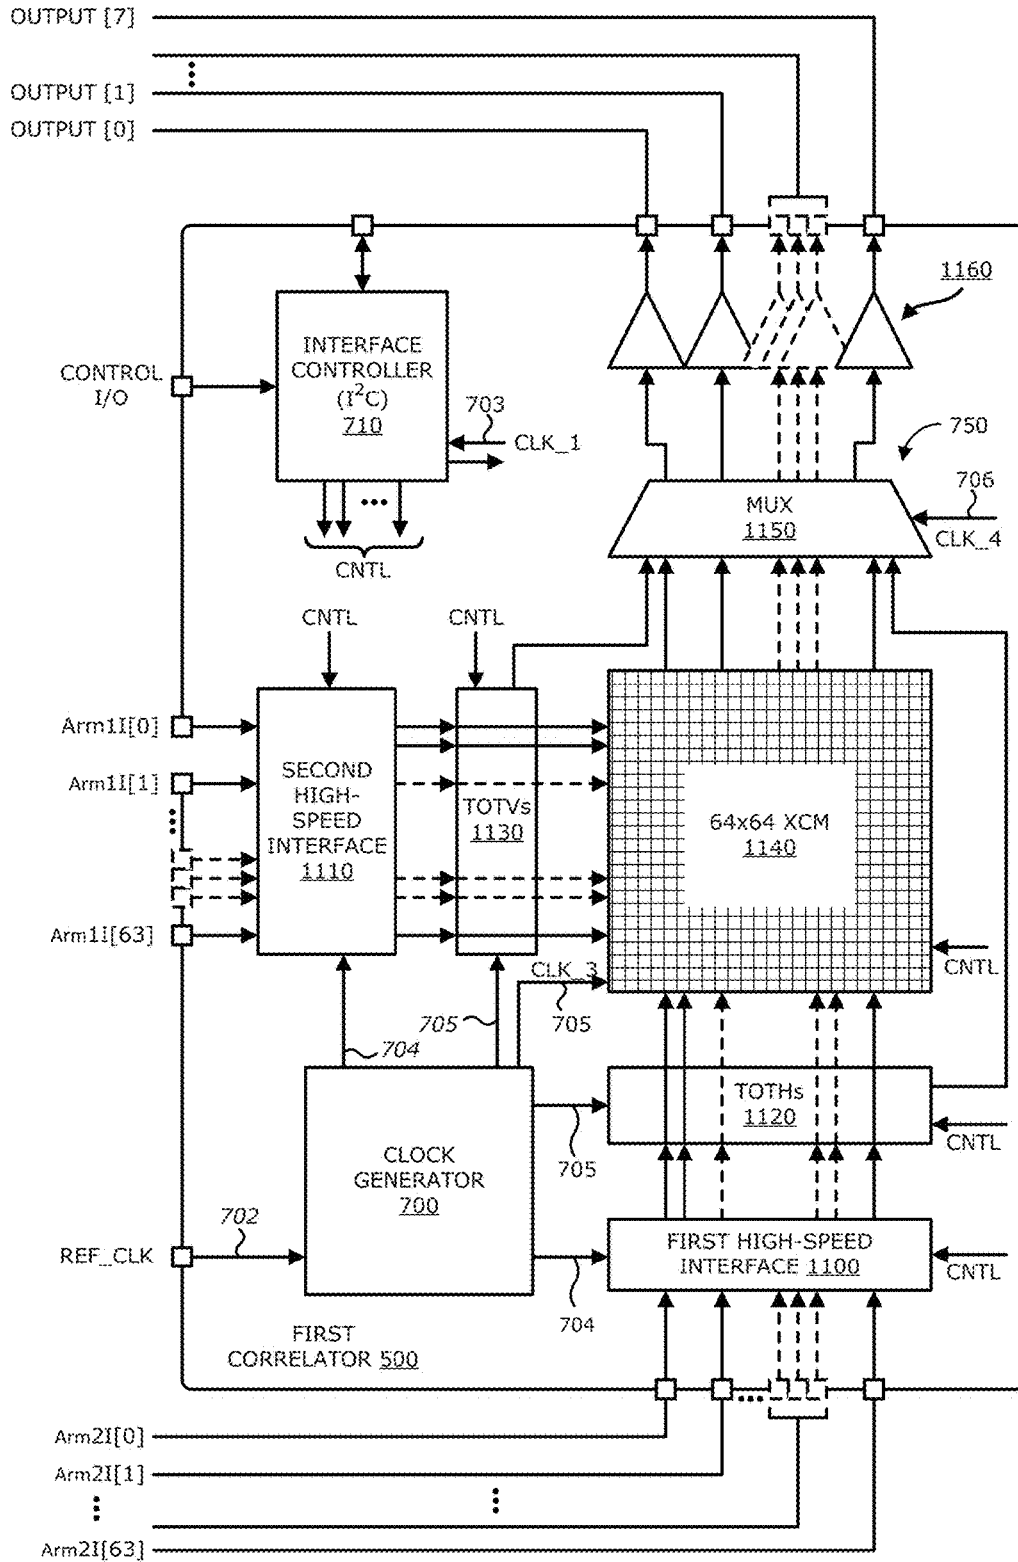 OUTPUT [7]
OUTPUT [1]
OUTPUT [0]
1160
INTERFACE
CONTROLLER
(I²C)
710
CONTROL
I/O
703
CLK_1
750
706
CLK_4
MUX
1150
CNTL
CNTL
CNTL
Arm1I[0]
Arm1I[1]
Arm1I[63]
SECOND
HIGH-
SPEED
INTERFACE
1110
TOTVs
1130
64x64 XCM
1140
CNTL
CLK_3
705
705
704
TOTHs
1120
CNTL
705
CLOCK
GENERATOR
700
702
REF_CLK
FIRST HIGH-SPEED
INTERFACE 1100
CNTL
704
FIRST
CORRELATOR 500
Arm2I[0]
Arm2I[1]
Arm2I[63]